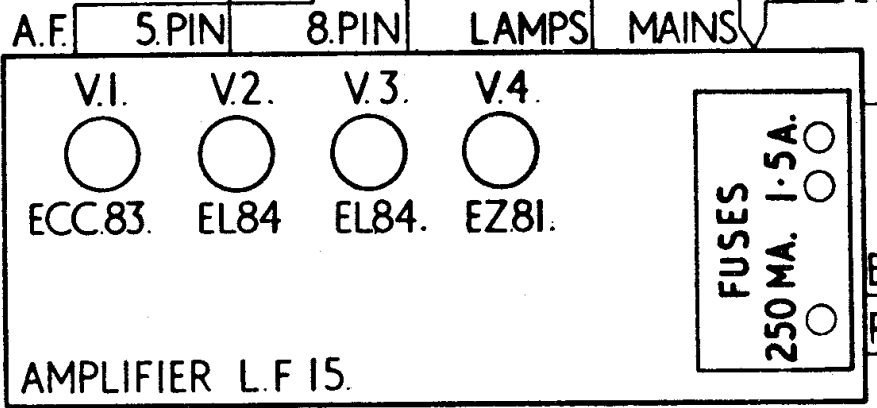 A.F. 5.PIN 8.PIN LAMPS MAINS
V.1. V.2. V.3. V.4.
ECC.83. EL84 EL84. EZ81.
FUSES
250 MA. 1·5A.
AMPLIFIER L.F 15.